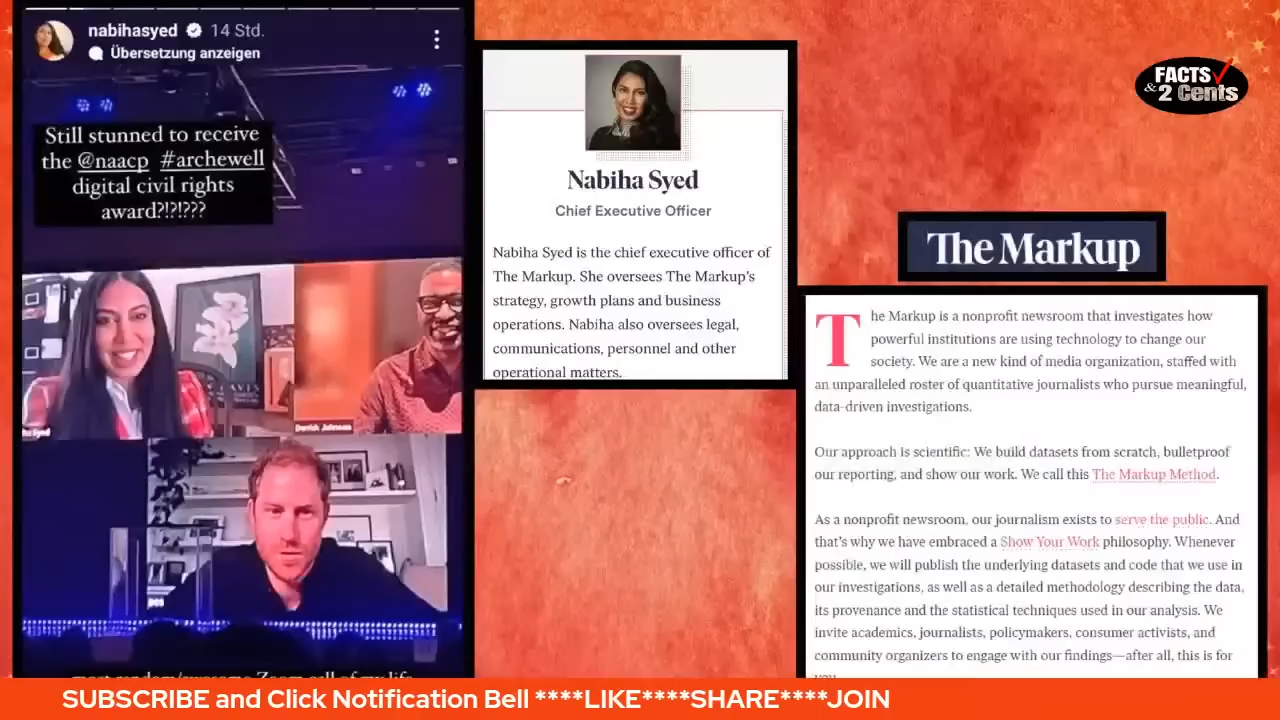 nabihasyed 14 Std.
Übersetzung anzeigen
Still stunned to receive
the @naacp #archewell
digital civil rights
award?!?!???
Derrick Johnson
Nabiha Syed
Chief Executive Officer
Nabiha Syed is the chief executive officer of
The Markup. She oversees The Markup's
strategy, growth plans and business
operations. Nabiha also oversees legal,
communications, personnel and other
operational matters.
FACTS
& 2 Cents
The Markup
The Markup is a nonprofit newsroom that investigates how
powerful institutions are using technology to change our
society. We are a new kind of media organization, staffed with
an unparalleled roster of quantitative journalists who pursue meaningful,
data-driven investigations.
Our approach is scientific: We build datasets from scratch, bulletproof
our reporting, and show our work. We call this The Markup Method.
As a nonprofit newsroom, our journalism exists to serve the public. And
that's why we have embraced a Show Your Work philosophy. Whenever
possible, we will publish the underlying datasets and code that we use in
our investigations, as well as a detailed methodology describing the data,
its provenance and the statistical techniques used in our analysis. We
invite academics, journalists, policymakers, consumer activists, and
community organizers to engage with our findings—after all, this is for
SUBSCRIBE and Click Notification Bell ****LIKE****SHARE****JOIN